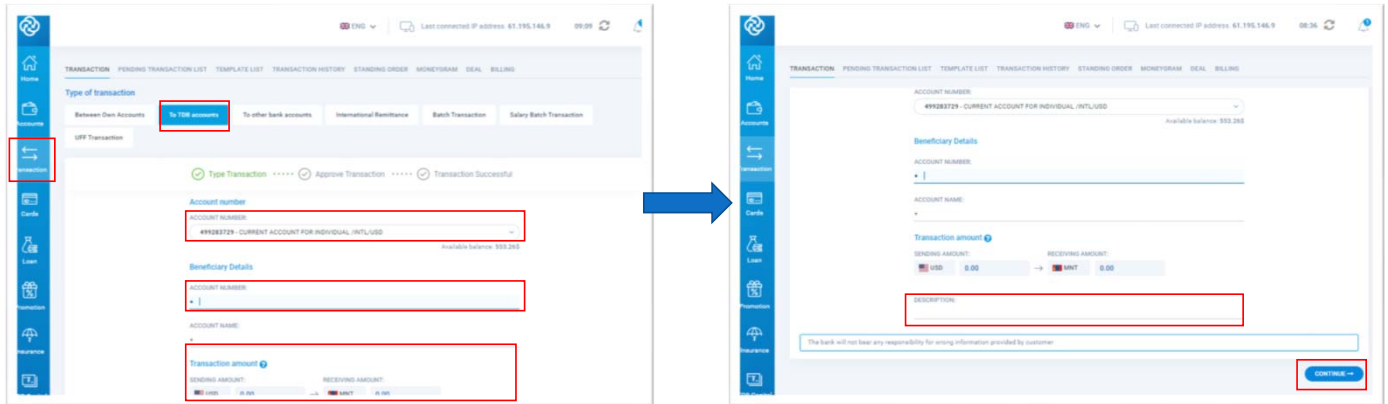 ENG Last connected IP address: 61.195.146.9 09:09
Home
TRANSACTION PENDING TRANSACTION LIST TEMPLATE LIST TRANSACTION HISTORY STANDING ORDER MONEYGRAM DEAL BILLING
Type of transaction
Accounts
Between Own Accounts To TDB accounts To other bank accounts International Remittance Batch Transaction Salary Batch Transaction
UFF Transaction
Transaction
Type Transaction Approve Transaction Transaction Successful
Cards
Account number
ACCOUNT NUMBER:
499283729 - CURRENT ACCOUNT FOR INDIVIDUAL /INTL/USD
Available balance: 553.26$
Loan
Beneficiary Details
ACCOUNT NUMBER:
Promotion
ACCOUNT NAME:
Insurance
Transaction amount
SENDING AMOUNT: RECEIVING AMOUNT:
USD 0.00 → MNT 0.00
ENG Last connected IP address: 61.195.146.9 08:36
Home
TRANSACTION PENDING TRANSACTION LIST TEMPLATE LIST TRANSACTION HISTORY STANDING ORDER MONEYGRAM DEAL BILLING
ACCOUNT NUMBER:
499283729 - CURRENT ACCOUNT FOR INDIVIDUAL /INTL/USD
Accounts
Available balance: 553.26$
Beneficiary Details
ACCOUNT NUMBER:
Transaction
ACCOUNT NAME:
Cards
Transaction amount
Loan
SENDING AMOUNT: RECEIVING AMOUNT:
USD 0.00 → MNT 0.00
DESCRIPTION:
Promotion
The bank will not bear any responsibility for wrong information provided by customer
Insurance
CONTINUE →